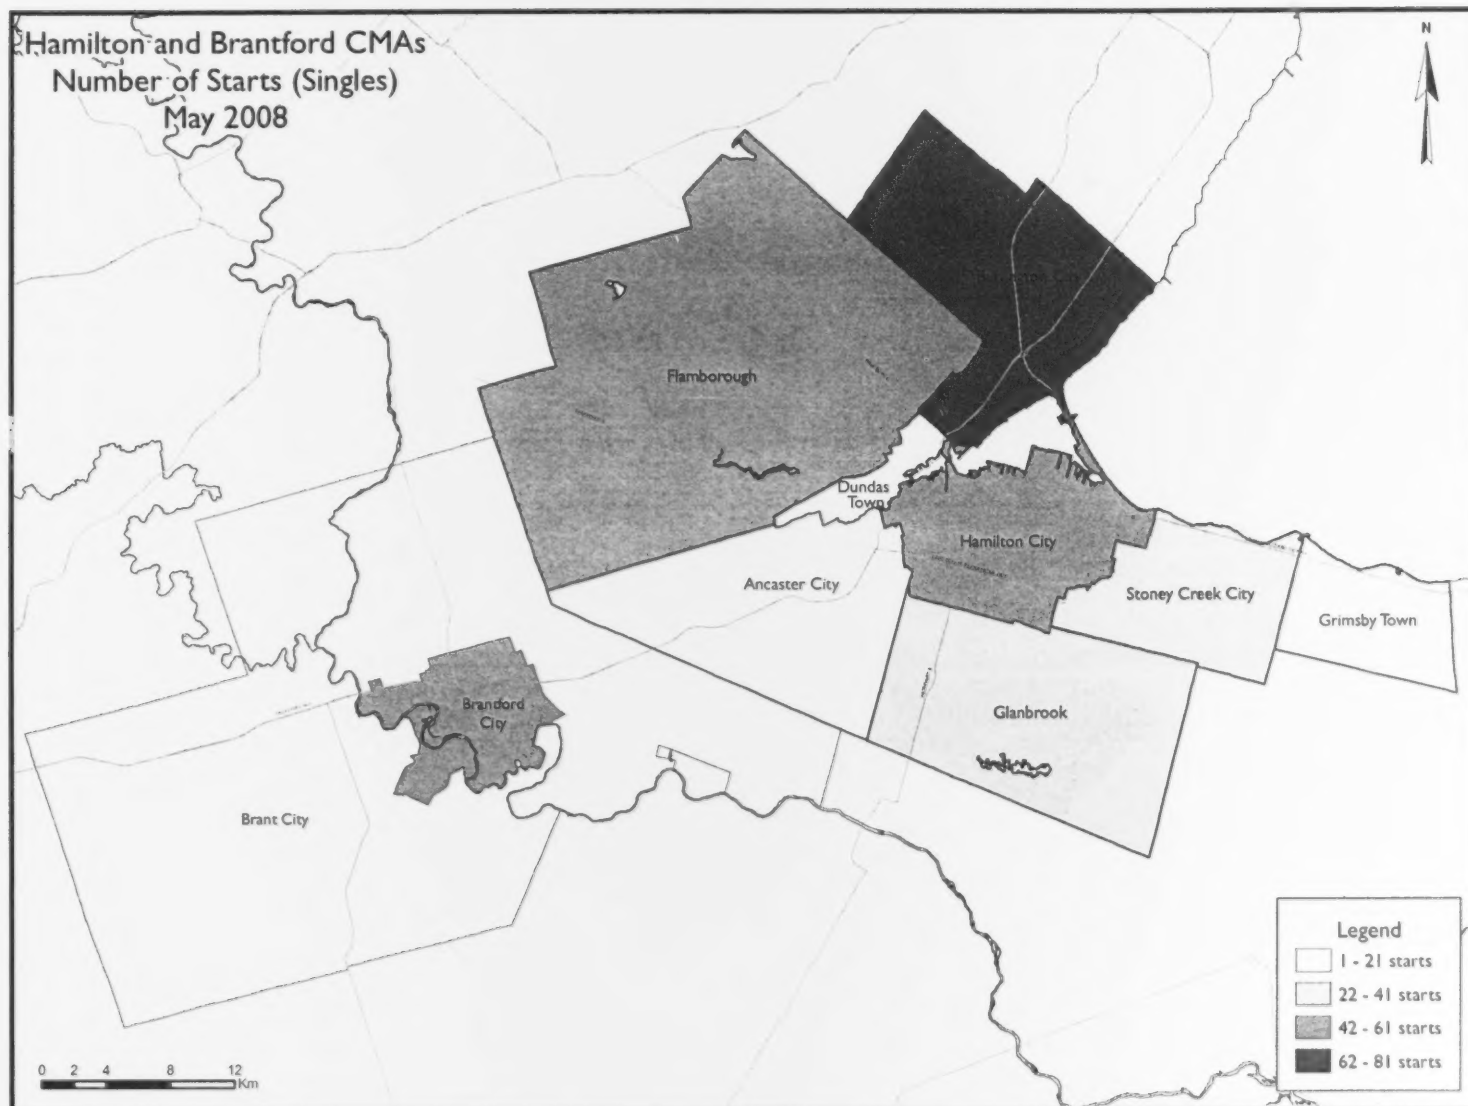 Hamilton and Brantford CMAs
Number of Starts (Singles)
May 2008
N
Flamborough
Dundas
Town
Hamilton City
Ancaster City
Stoney Creek City
Grimsby Town
Brantford
City
Glanbrook
Brant City
Legend
1 - 21 starts
22 - 41 starts
42 - 61 starts
62 - 81 starts
0 2 4 8 12
Km